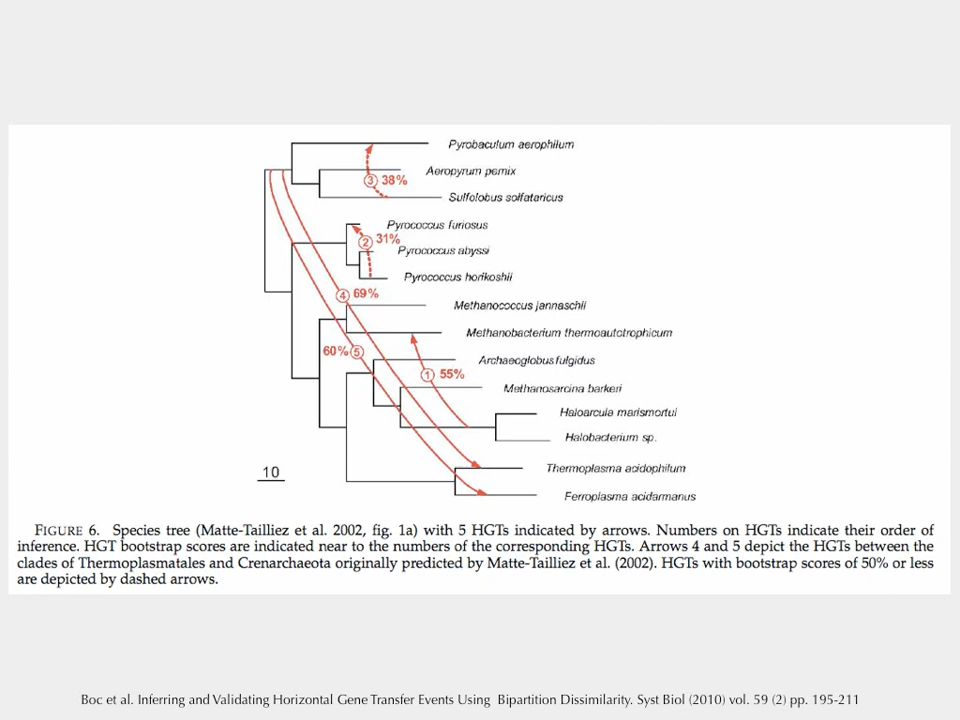 Pyrobaculum aerophilum
Aeropyrum pernix
③ 38%
Sulfolobus solfataricus
Pyrococcus furiosus
② 31%
Pyrococcus abyssi
Pyrococcus horikoshii
④ 69%
Methanococcus jannaschii
Methanobacterium thermoautotrophicum
60% ⑤
Archaeoglobus fulgidus
① 55%
Methanosarcina barkeri
Haloarcula marismortui
Halobacterium sp.
10
Thermoplasma acidophilum
Ferroplasma acidarmanus
FIGURE 6. Species tree (Matte-Tailliez et al. 2002, fig. 1a) with 5 HGTs indicated by arrows. Numbers on HGTs indicate their order of
inference. HGT bootstrap scores are indicated near to the numbers of the corresponding HGTs. Arrows 4 and 5 depict the HGTs between the
clades of Thermoplasmatales and Crenarchaeota originally predicted by Matte-Tailliez et al. (2002). HGTs with bootstrap scores of 50% or less
are depicted by dashed arrows.
Boc et al. Inferring and Validating Horizontal Gene Transfer Events Using Bipartition Dissimilarity. Syst Biol (2010) vol. 59 (2) pp. 195-211